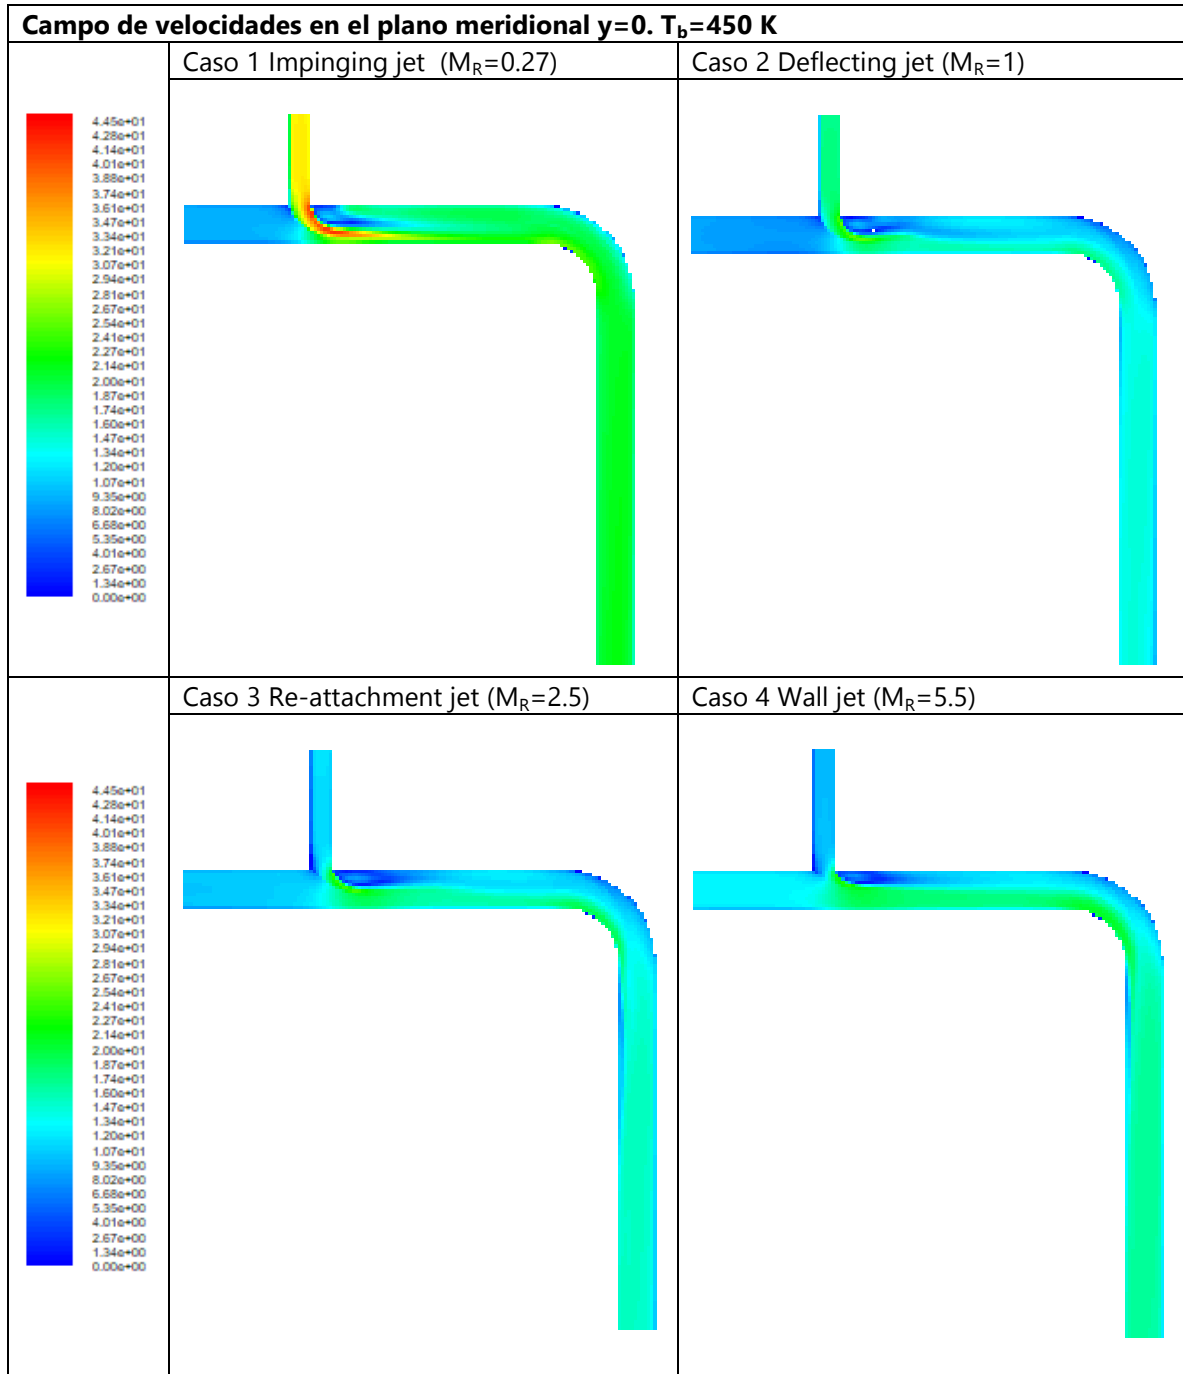 Campo de velocidades en el plano meridional y=0. Tb=450 K
Caso 1 Impinging jet (MR=0.27)
Caso 2 Deflecting jet (MR=1)
4.45e+01
4.28e+01
4.14e+01
4.01e+01
3.88e+01
3.74e+01
3.61e+01
3.47e+01
3.34e+01
3.21e+01
3.07e+01
2.94e+01
2.81e+01
2.67e+01
2.54e+01
2.41e+01
2.27e+01
2.14e+01
2.00e+01
1.87e+01
1.74e+01
1.60e+01
1.47e+01
1.34e+01
1.20e+01
1.07e+01
9.35e+00
8.02e+00
6.68e+00
5.35e+00
4.01e+00
2.67e+00
1.34e+00
0.00e+00
Caso 3 Re-attachment jet (MR=2.5)
Caso 4 Wall jet (MR=5.5)
4.45e+01
4.28e+01
4.14e+01
4.01e+01
3.88e+01
3.74e+01
3.61e+01
3.47e+01
3.34e+01
3.21e+01
3.07e+01
2.94e+01
2.81e+01
2.67e+01
2.54e+01
2.41e+01
2.27e+01
2.14e+01
2.00e+01
1.87e+01
1.74e+01
1.60e+01
1.47e+01
1.34e+01
1.20e+01
1.07e+01
9.35e+00
8.02e+00
6.68e+00
5.35e+00
4.01e+00
2.67e+00
1.34e+00
0.00e+00